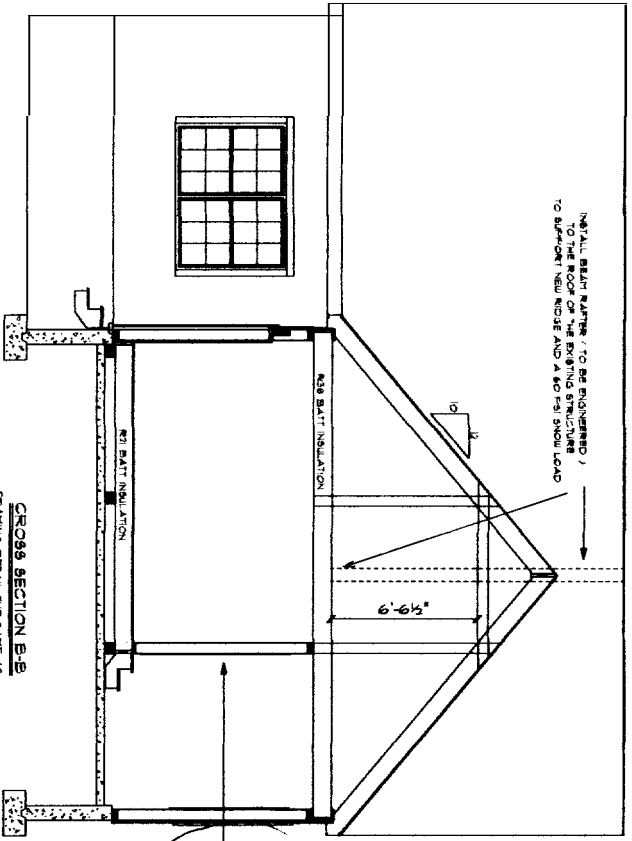 INSTALL BEAM RAFTER / TO BE ENGINEERED /
TO THE ROOF OF THE EXISTING STRUCTURE
TO SUPPORT NEW RIDGE AND A 60 PSI SNOW LOAD
12
10
R38 BATT INSULATION
6'-6½"
R21 BATT INSULATION
CROSS SECTION B-B